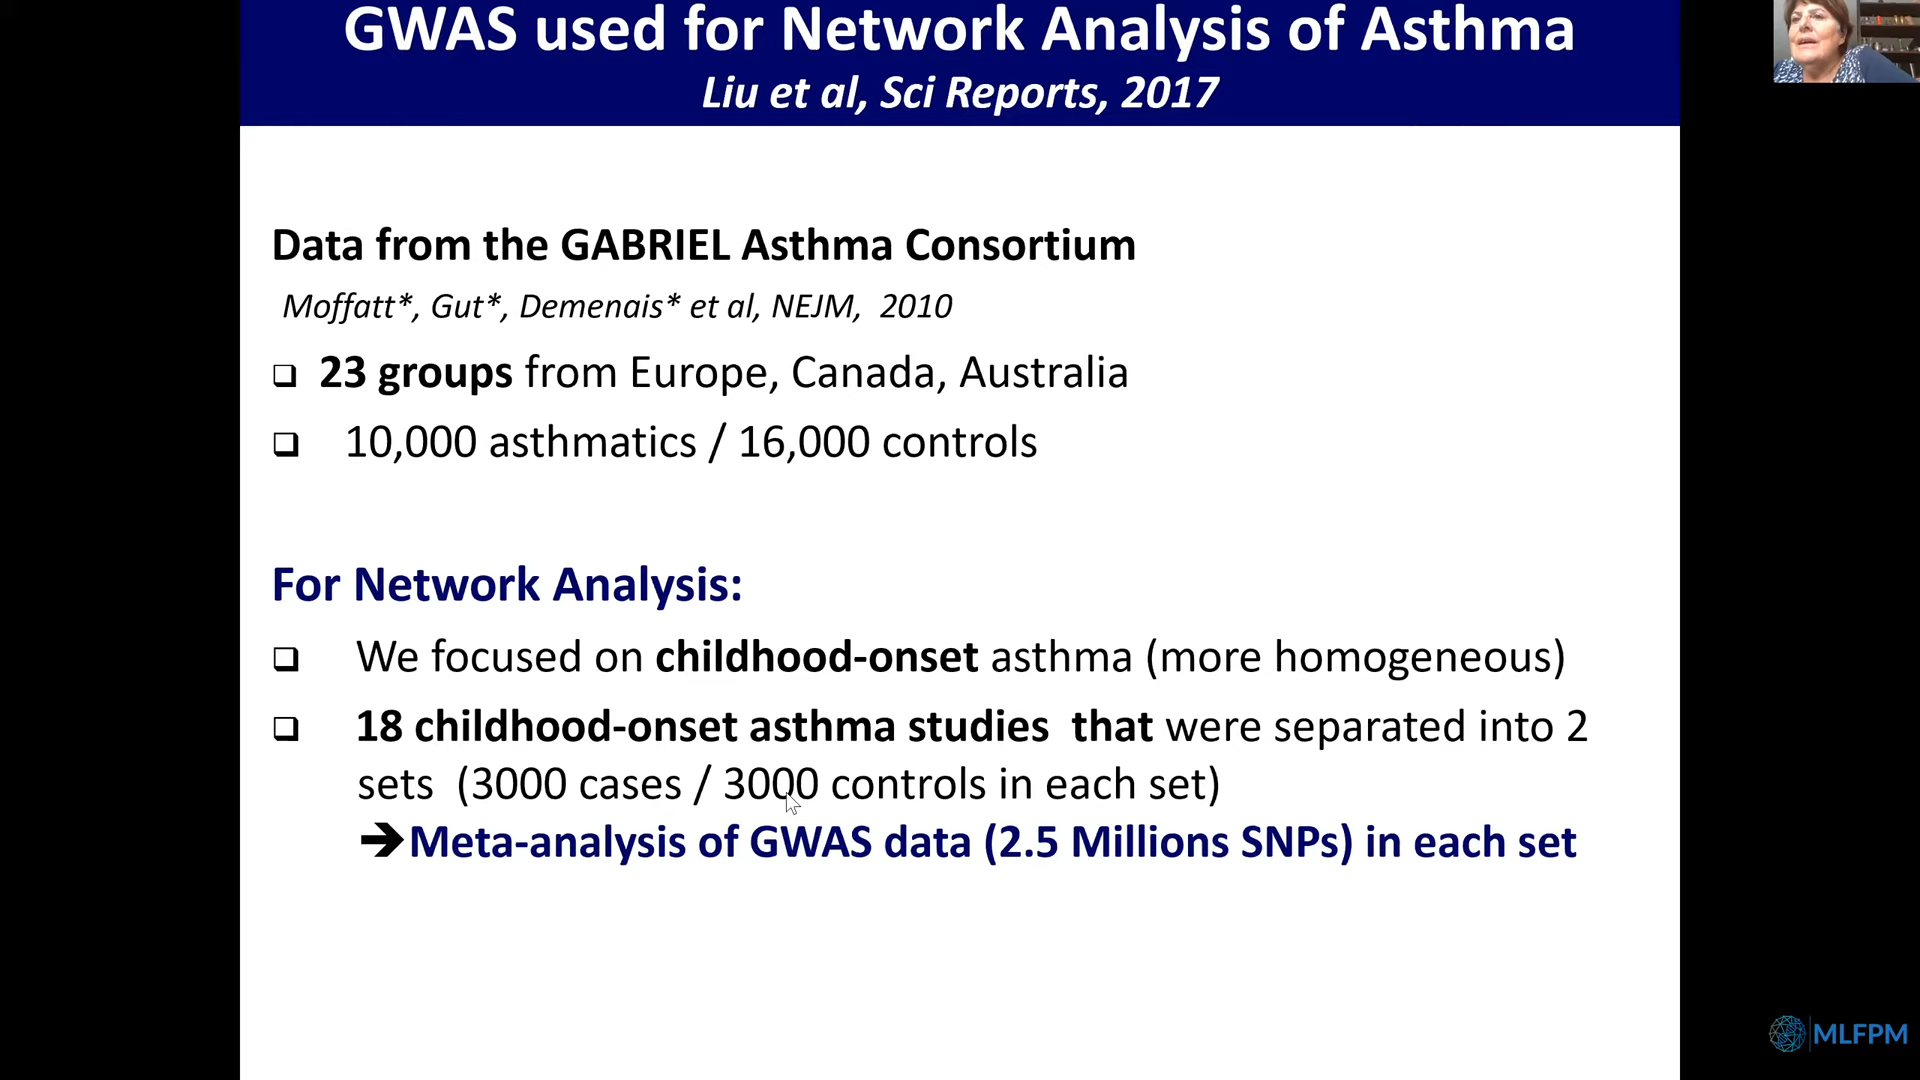 GWAS used for Network Analysis of Asthma
Liu et al, Sci Reports, 2017
Data from the GABRIEL Asthma Consortium
Moffatt*, Gut*, Demenais* et al, NEJM, 2010
23 groups from Europe, Canada, Australia
10,000 asthmatics / 16,000 controls
For Network Analysis:
We focused on childhood-onset asthma (more homogeneous)
18 childhood-onset asthma studies that were separated into 2
sets (3000 cases / 3000 controls in each set)
➔Meta-analysis of GWAS data (2.5 Millions SNPs) in each set
MLFPM